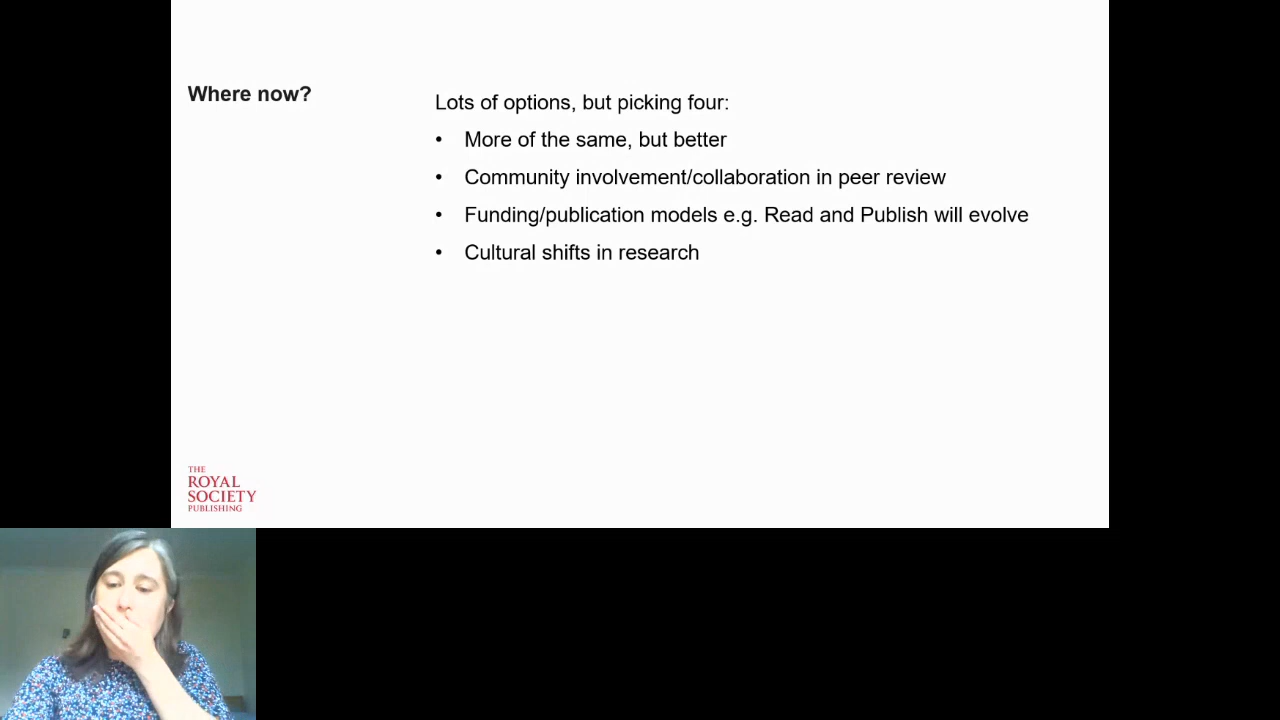 Where now?
Lots of options, but picking four:
• More of the same, but better
• Community involvement/collaboration in peer review
• Funding/publication models e.g. Read and Publish will evolve
• Cultural shifts in research
THE
ROYAL
SOCIETY
PUBLISHING